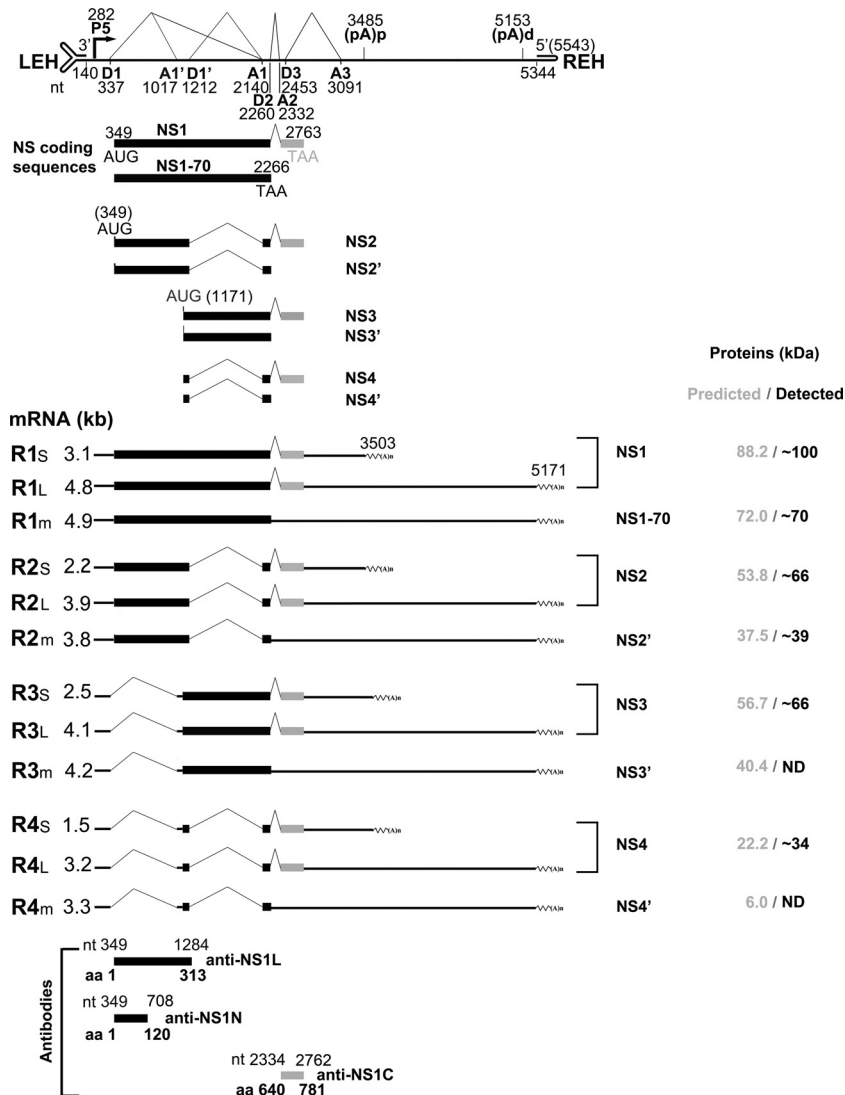 282
P5
3'
3485
(pA)p
5153
(pA)d
5'(5543)
LEH
REH
140 D1 A1' D1' A1 D3 A3 5344
nt 337 1017 1212 2140 2453 3091
D2 A2
2260 2332
349 NS1 2763
NS coding sequences
AUG TAA
NS1-70 2266
TAA
(349)
AUG
NS2
NS2'
AUG (1171)
NS3
NS3'
NS4
NS4'
Proteins (kDa)
Predicted / Detected
mRNA (kb)
R1S 3.1 3503 (A)n NS1 88.2 / ~100
R1L 4.8 5171 (A)n
R1m 4.9 (A)n NS1-70 72.0 / ~70
R2S 2.2 (A)n NS2 53.8 / ~66
R2L 3.9 (A)n
R2m 3.8 (A)n NS2' 37.5 / ~39
R3S 2.5 (A)n NS3 56.7 / ~66
R3L 4.1 (A)n
R3m 4.2 (A)n NS3' 40.4 / ND
R4S 1.5 (A)n NS4 22.2 / ~34
R4L 3.2 (A)n
R4m 3.3 (A)n NS4' 6.0 / ND
Antibodies
nt 349 1284
anti-NS1L
aa 1 313
nt 349 708
anti-NS1N
aa 1 120
nt 2334 2762
anti-NS1C
aa 640 781